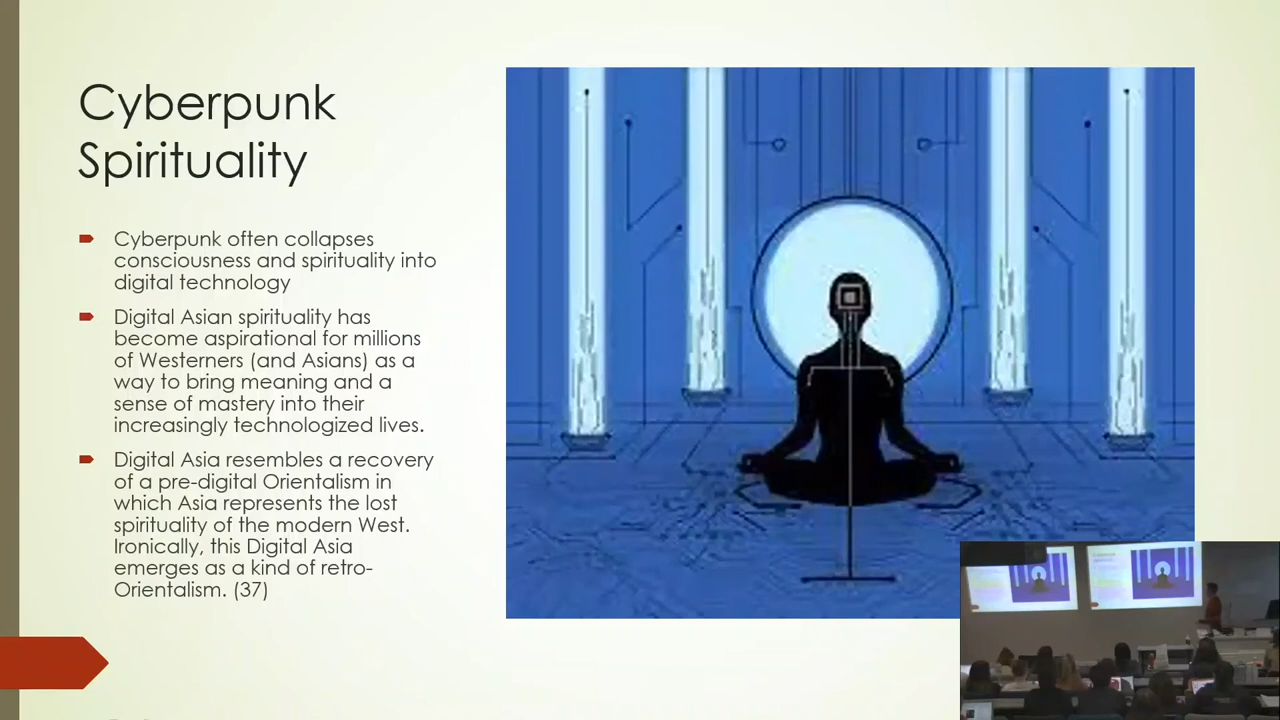 Cyberpunk
Spirituality
Cyberpunk often collapses
consciousness and spirituality into
digital technology
Digital Asian spirituality has
become aspirational for millions
of Westerners (and Asians) as a
way to bring meaning and a
sense of mastery into their
increasingly technologized lives.
Digital Asia resembles a recovery
of a pre-digital Orientalism in
which Asia represents the lost
spirituality of the modern West.
Ironically, this Digital Asia
emerges as a kind of retro-
Orientalism. (37)